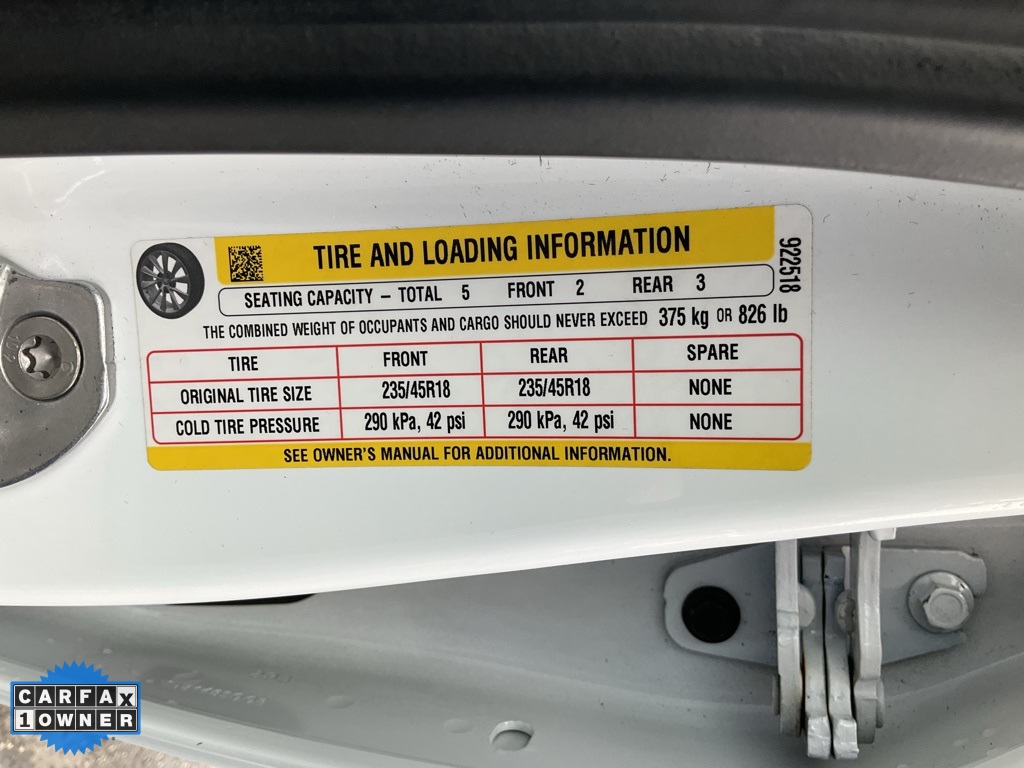 TIRE AND LOADING INFORMATION
922518
SEATING CAPACITY – TOTAL 5 FRONT 2 REAR 3
THE COMBINED WEIGHT OF OCCUPANTS AND CARGO SHOULD NEVER EXCEED 375 kg OR 826 lb
TIRE FRONT REAR SPARE
ORIGINAL TIRE SIZE 235/45R18 235/45R18 NONE
COLD TIRE PRESSURE 290 kPa, 42 psi 290 kPa, 42 psi NONE
SEE OWNER'S MANUAL FOR ADDITIONAL INFORMATION.
CARFAX
1 OWNER